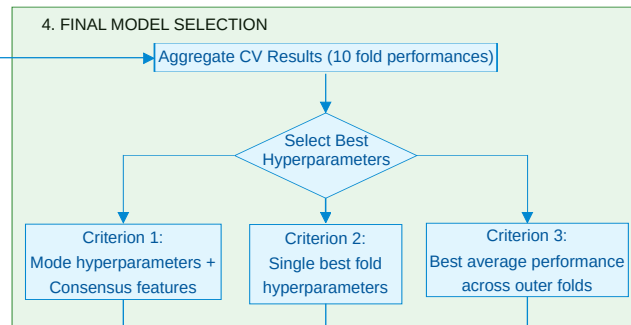 4. FINAL MODEL SELECTION
Aggregate CV Results (10 fold performances)
Select Best
Hyperparameters
Criterion 1:
Mode hyperparameters +
Consensus features
Criterion 2:
Single best fold
hyperparameters
Criterion 3:
Best average performance
across outer folds